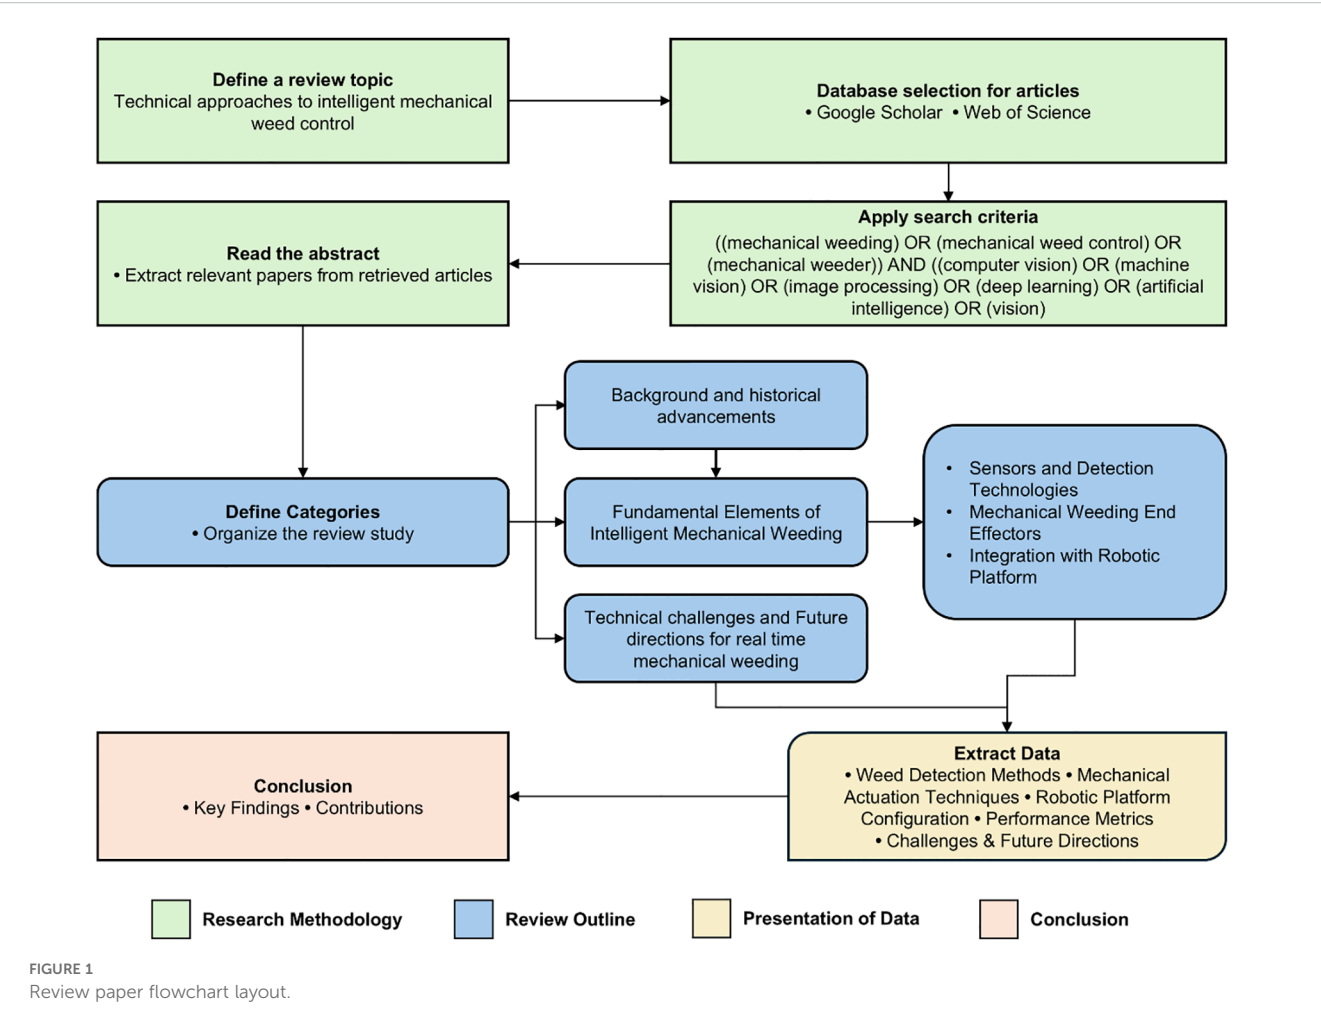 Define a review topic
Technical approaches to intelligent mechanical
weed control
Database selection for articles
• Google Scholar • Web of Science
Apply search criteria
((mechanical weeding) OR (mechanical weed control) OR
(mechanical weeder)) AND ((computer vision) OR (machine
vision) OR (image processing) OR (deep learning) OR (artificial
intelligence) OR (vision)
Read the abstract
• Extract relevant papers from retrieved articles
Define Categories
• Organize the review study
Background and historical
advancements
Fundamental Elements of
Intelligent Mechanical Weeding
Technical challenges and Future
directions for real time
mechanical weeding
• Sensors and Detection
Technologies
• Mechanical Weeding End
Effectors
• Integration with Robotic
Platform
Extract Data
• Weed Detection Methods • Mechanical
Actuation Techniques • Robotic Platform
Configuration • Performance Metrics
• Challenges & Future Directions
Conclusion
• Key Findings • Contributions
Research Methodology
Review Outline
Presentation of Data
Conclusion
FIGURE 1
Review paper flowchart layout.